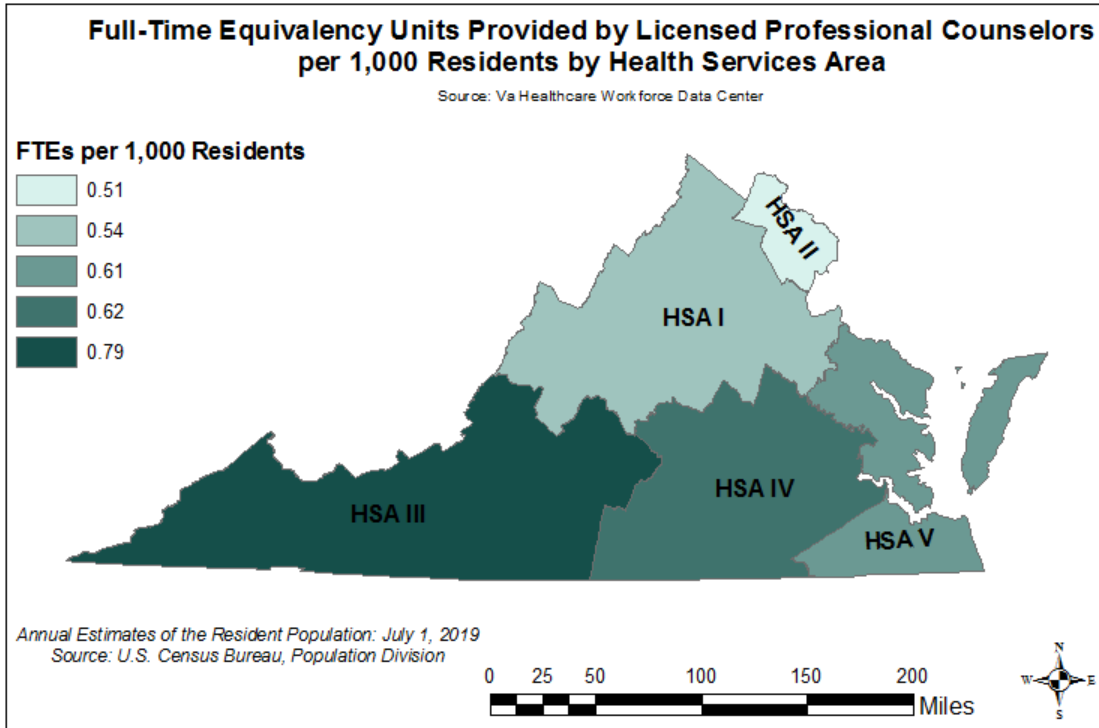 Full-Time Equivalency Units Provided by Licensed Professional Counselors
per 1,000 Residents by Health Services Area
Source: Va Healthcare Workforce Data Center
FTEs per 1,000 Residents
0.51
0.54
0.61
0.62
0.79
HSA II
HSA I
HSA III
HSA IV
HSA V
Annual Estimates of the Resident Population: July 1, 2019
Source: U.S. Census Bureau, Population Division
0 25 50 100 150 200
Miles
N
W E
S